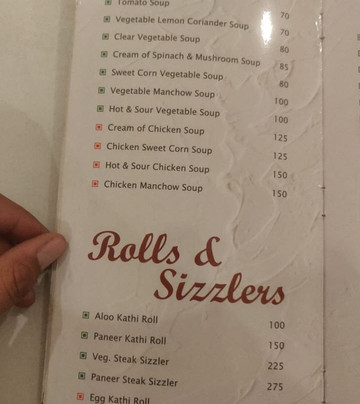 Tomato Soup 70
Vegetable Lemon Coriander Soup 70
Clear Vegetable Soup 80
Cream of Spinach & Mushroom Soup 85
Sweet Corn Vegetable Soup 80
Vegetable Manchow Soup 100
Hot & Sour Vegetable Soup 100
Cream of Chicken Soup 125
Chicken Sweet Corn Soup 125
Hot & Sour Chicken Soup 150
Chicken Manchow Soup 150
Rolls &
Sizzlers
Aloo Kathi Roll 100
Paneer Kathi Roll 150
Veg. Steak Sizzler 225
Paneer Steak Sizzler 275
Egg Kathi Roll